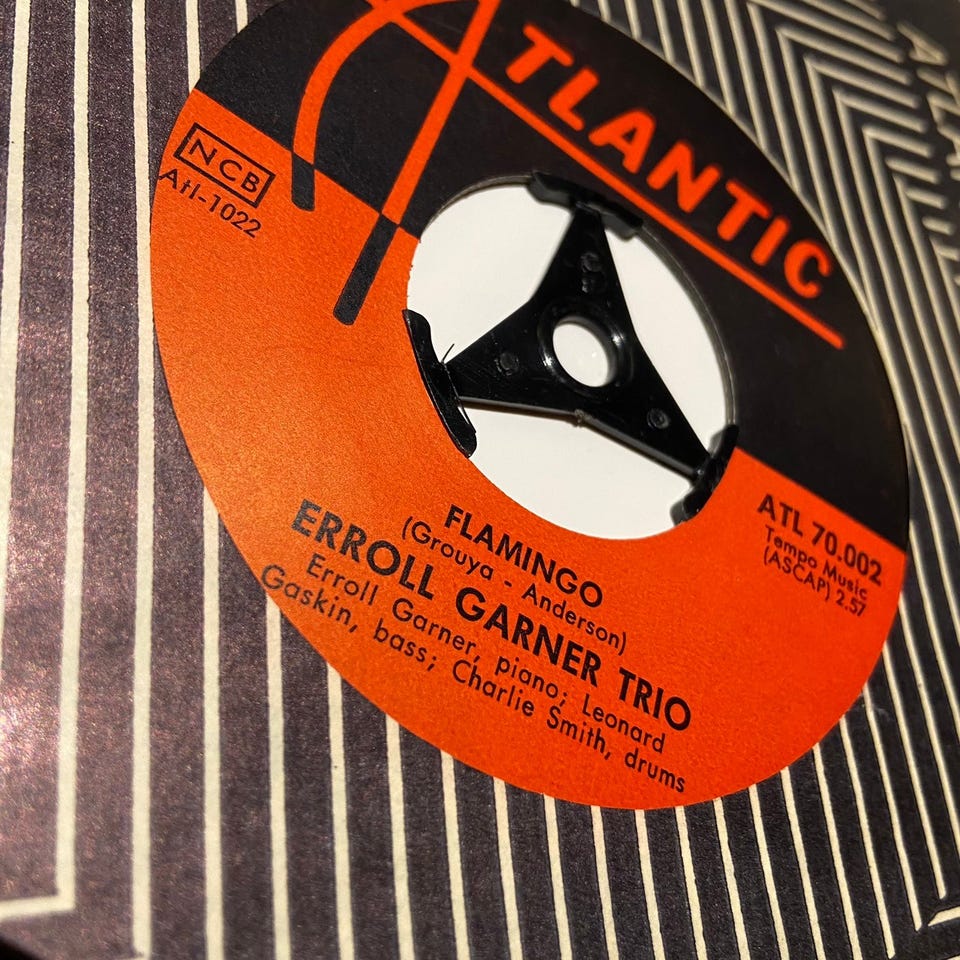 ATLANTIC
NCB
Atl-1022
ATL 70.002
Tempo Music
(ASCAP) 2.57
FLAMINGO
(Grouya - Anderson)
ERROLL GARNER TRIO
Erroll Garner, piano; Leonard
Gaskin, bass; Charlie Smith, drums